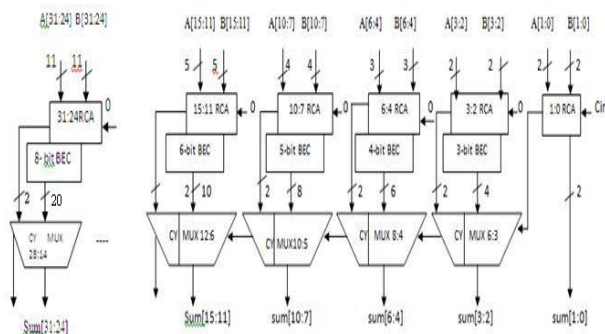 A[31:24] B[31:24]
A[15:11] B[15:11] A[10:7] B[10:7] A[6:4] B[6:4] A[3:2] B[3:2] A[1:0] B[1:0]
11 11 5 5 4 4 3 3 2 2 2 2
31:24RCA 0 15:11 RCA 0 10:7 RCA 0 6:4 RCA 0 3:2 RCA 0 1:0 RCA Cin
8- bit BEC 6-bit BEC 5-bit BEC 4-bit BEC 3-bit BEC
2 20 2 10 2 8 2 6 2 4 2
CY MUX 28:14 ---- CY MUX 12:6 CY MUX10:5 CY MUX 8:4 CY MUX 6:3
Sum[31:24] Sum[15:11] sum[10:7] sum[6:4] sum[3:2] sum[1:0]